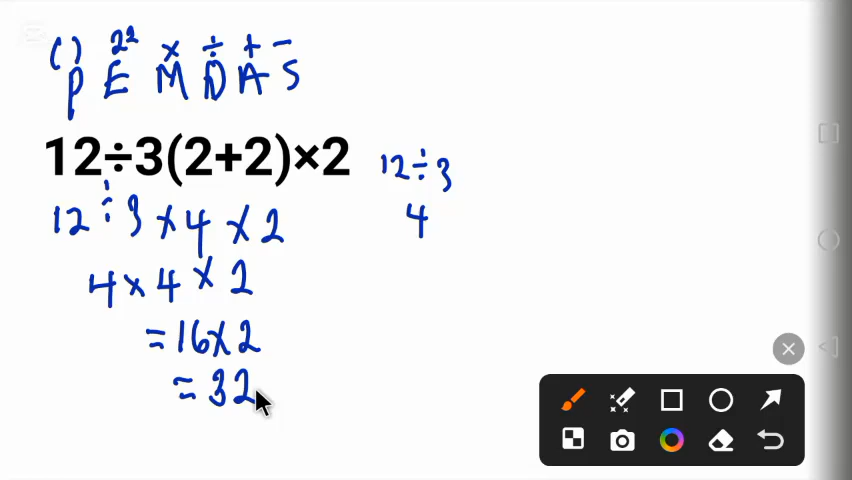 ( ) 2² × ÷ + −
P E M D A S
12÷3(2+2)×2
12 ÷ 3
12 ÷ 3 × 4 × 2
4
4 × 4 × 2
= 16 × 2
= 32